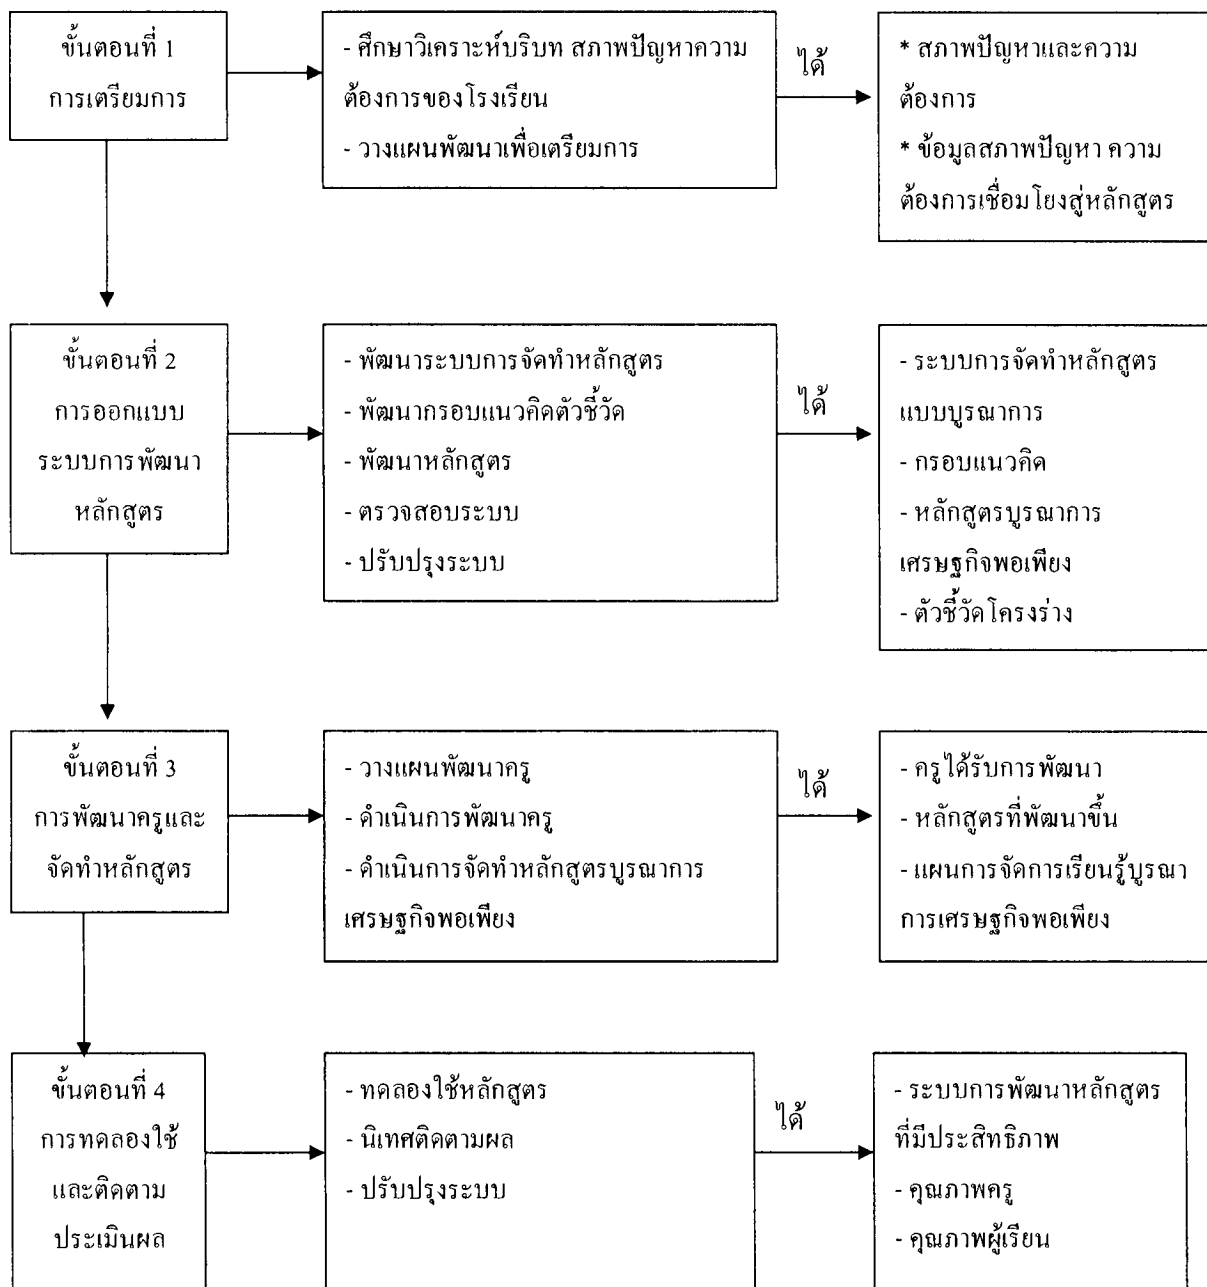 ขั้นตอนที่ 1
การเตรียมการ
- ศึกษาวิเคราะห์บริบท สภาพปัญหาความ
ต้องการของโรงเรียน
- วางแผนพัฒนาเพื่อเตรียมการ
ได้
* สภาพปัญหาและความ
ต้องการ
* ข้อมูลสภาพปัญหา ความ
ต้องการเชื่อมโยงสู่หลักสูตร
ขั้นตอนที่ 2
การออกแบบ
ระบบการพัฒนา
หลักสูตร
- พัฒนาระบบการจัดทำหลักสูตร
- พัฒนากรอบแนวคิดตัวชี้วัด
- พัฒนาหลักสูตร
- ตรวจสอบระบบ
- ปรับปรุงระบบ
ได้
- ระบบการจัดทำหลักสูตร
แบบบูรณาการ
- กรอบแนวคิด
- หลักสูตรบูรณาการ
เศรษฐกิจพอเพียง
- ตัวชี้วัดโครงร่าง
ขั้นตอนที่ 3
การพัฒนาครูและ
จัดทำหลักสูตร
- วางแผนพัฒนาครู
- ดำเนินการพัฒนาครู
- ดำเนินการจัดทำหลักสูตรบูรณาการ
เศรษฐกิจพอเพียง
ได้
- ครูได้รับการพัฒนา
- หลักสูตรที่พัฒนาขึ้น
- แผนการจัดการเรียนรู้บูรณา
การเศรษฐกิจพอเพียง
ขั้นตอนที่ 4
การทดลองใช้
และติดตาม
ประเมินผล
- ทดลองใช้หลักสูตร
- นิเทศติดตามผล
- ปรับปรุงระบบ
ได้
- ระบบการพัฒนาหลักสูตร
ที่มีประสิทธิภาพ
- คุณภาพครู
- คุณภาพผู้เรียน